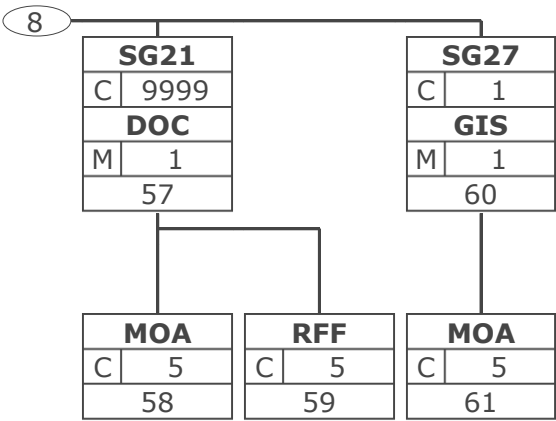 8
SG21
C 9999
DOC
M 1
57
SG27
C 1
GIS
M 1
60
MOA
C 5
58
RFF
C 5
59
MOA
C 5
61